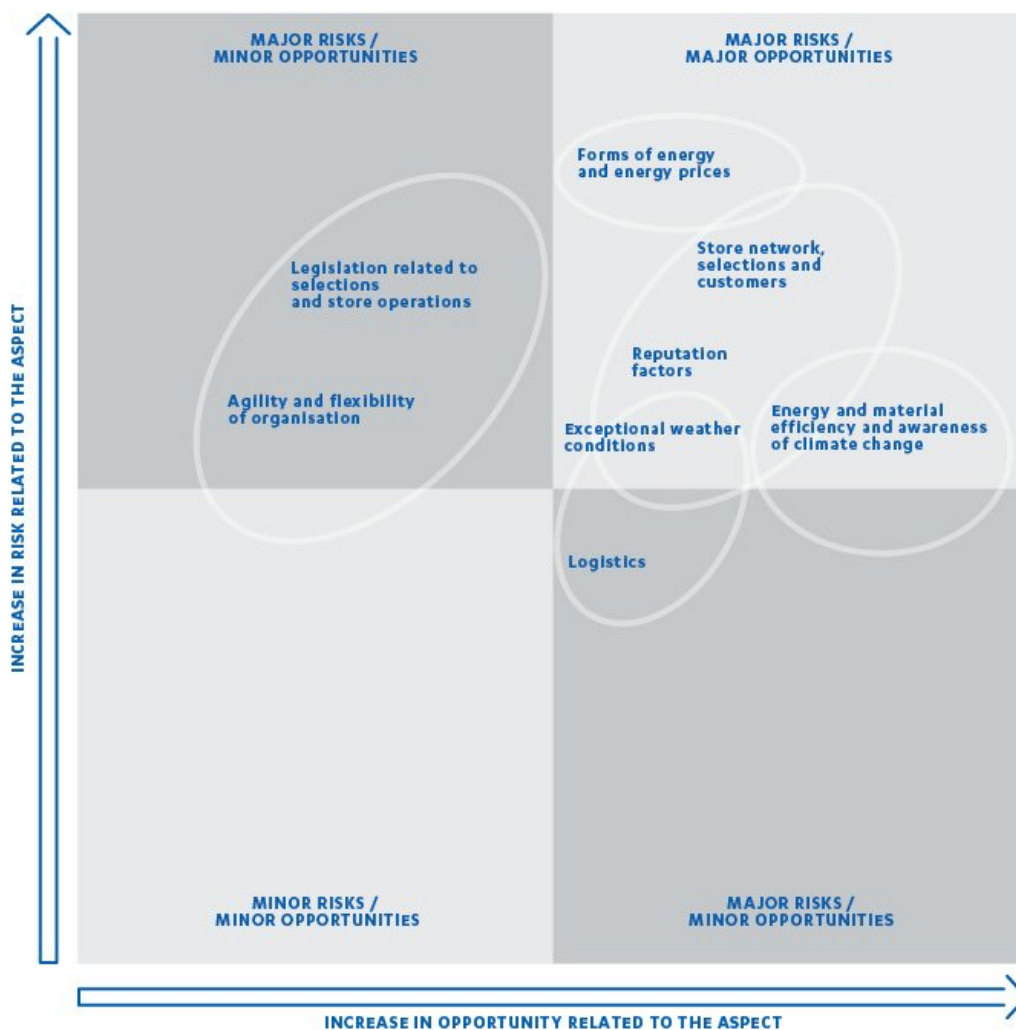 MAJOR RISKS /
MINOR OPPORTUNITIES
MAJOR RISKS /
MAJOR OPPORTUNITIES
Forms of energy
and energy prices
Store network,
selections and
customers
Legislation related to
selections
and store operations
Reputation
factors
Agility and flexibility
of organisation
Exceptional weather
conditions
Energy and material
efficiency and awareness
of climate change
Logistics
MINOR RISKS /
MINOR OPPORTUNITIES
MAJOR RISKS /
MINOR OPPORTUNITIES
INCREASE IN RISK RELATED TO THE ASPECT
INCREASE IN OPPORTUNITY RELATED TO THE ASPECT